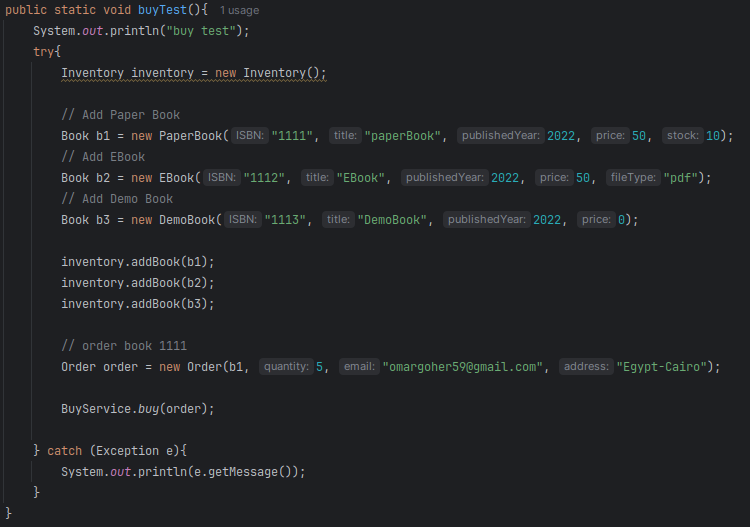 public static void buyTest(){ 1 usage
System.out.println("buy test");
try{
Inventory inventory = new Inventory();
// Add Paper Book
Book b1 = new PaperBook( ISBN: "1111", title: "paperBook", publishedYear: 2022, price: 50, stock: 10);
// Add EBook
Book b2 = new EBook( ISBN: "1112", title: "EBook", publishedYear: 2022, price: 50, fileType: "pdf");
// Add Demo Book
Book b3 = new DemoBook( ISBN: "1113", title: "DemoBook", publishedYear: 2022, price: 0);
inventory.addBook(b1);
inventory.addBook(b2);
inventory.addBook(b3);
// order book 1111
Order order = new Order(b1, quantity: 5, email: "omargoher59@gmail.com", address: "Egypt-Cairo");
BuyService.buy(order);
} catch (Exception e){
System.out.println(e.getMessage());
}
}